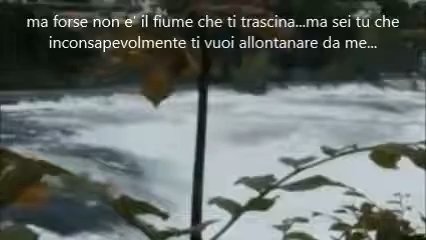 ma forse non e' il fiume che ti trascina...ma sei tu che
inconsapevolmente ti vuoi allontanare da me...